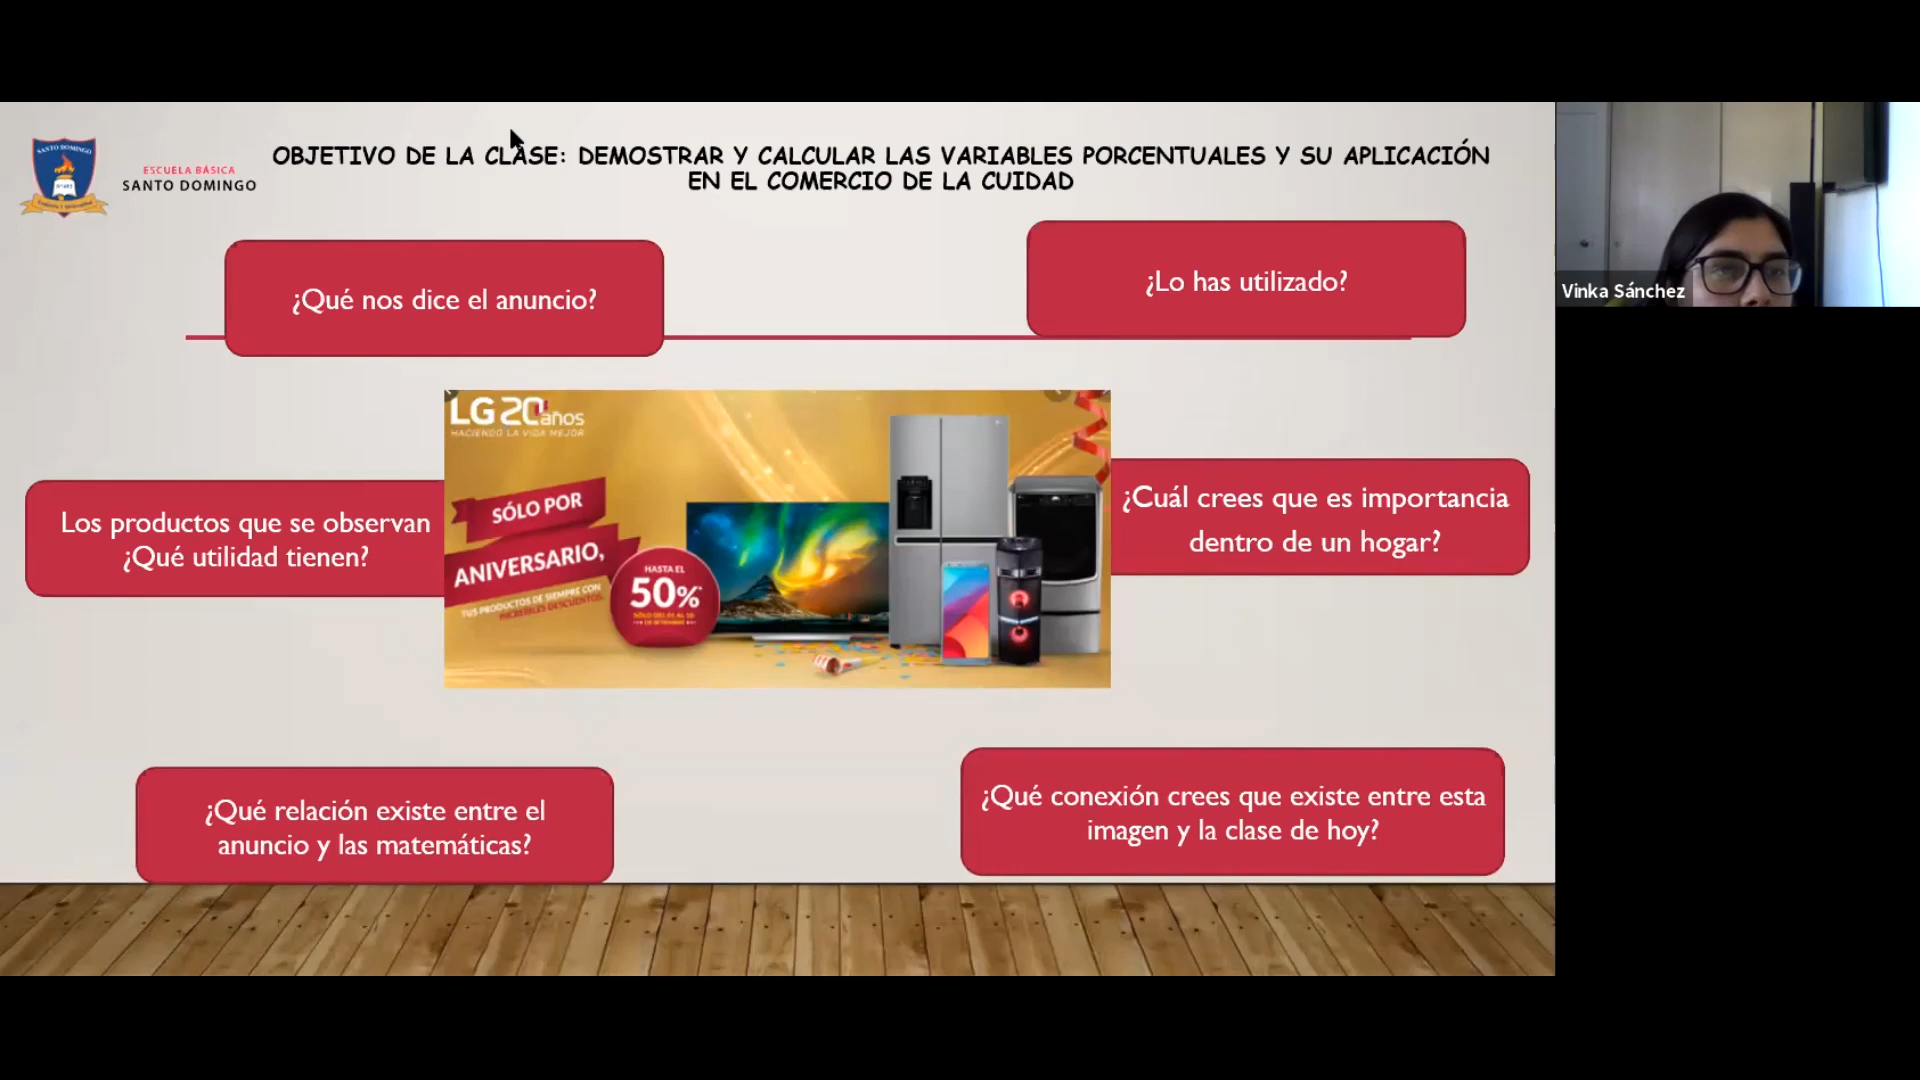 SANTO DOMINGO
ESCUELA BÁSICA
SANTO DOMINGO
OBJETIVO DE LA CLASE: DEMOSTRAR Y CALCULAR LAS VARIABLES PORCENTUALES Y SU APLICACIÓN
EN EL COMERCIO DE LA CUIDAD
¿Qué nos dice el anuncio?
¿Lo has utilizado?
Vinka Sánchez
LG 20 años
HACIENDO LA VIDA MEJOR
SÓLO POR
ANIVERSARIO,
TUS PRODUCTOS DE SIEMPRE CON
INCREÍBLES DESCUENTOS
HASTA EL
50%*
Los productos que se observan
¿Qué utilidad tienen?
¿Cuál crees que es importancia
dentro de un hogar?
¿Qué relación existe entre el
anuncio y las matemáticas?
¿Qué conexión crees que existe entre esta
imagen y la clase de hoy?